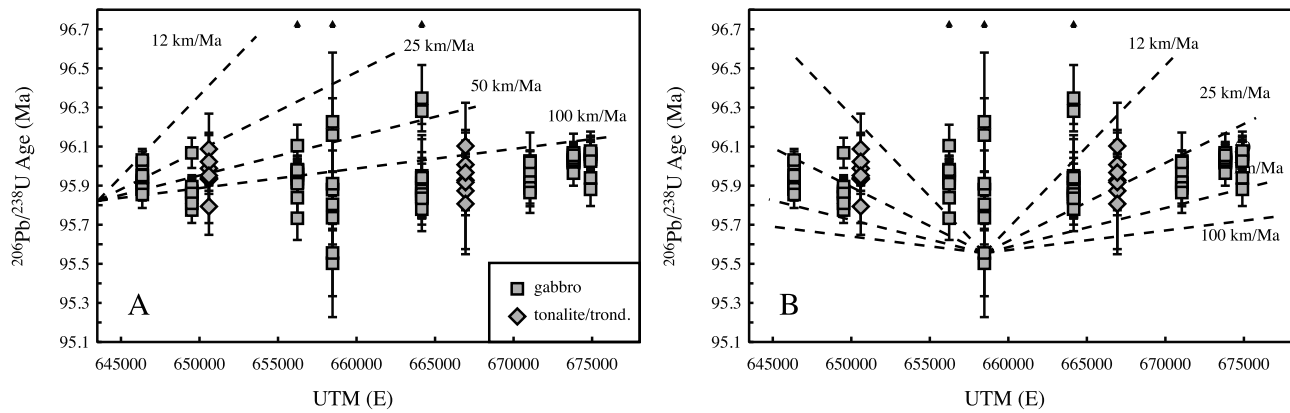 96.7
96.5
96.3
96.1
95.9
95.7
95.5
95.3
95.1
206Pb/238U Age (Ma)
12 km/Ma
25 km/Ma
50 km/Ma
100 km/Ma
A
gabbro
tonalite/trond.
645000 650000 655000 660000 665000 670000 675000
UTM (E)
96.7
96.5
96.3
96.1
95.9
95.7
95.5
95.3
95.1
206Pb/238U Age (Ma)
12 km/Ma
25 km/Ma
km/Ma
100 km/Ma
B
645000 650000 655000 660000 665000 670000 675000
UTM (E)